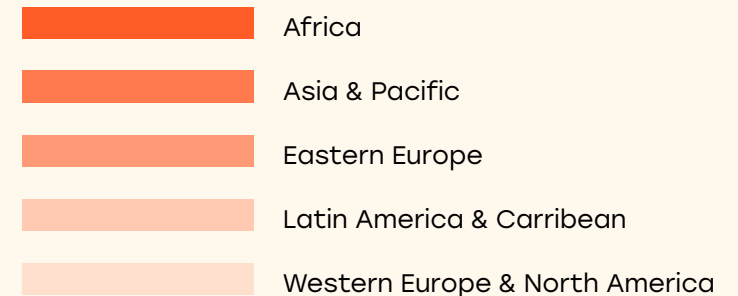 Africa
Asia & Pacific
Eastern Europe
Latin America & Carribean
Western Europe & North America